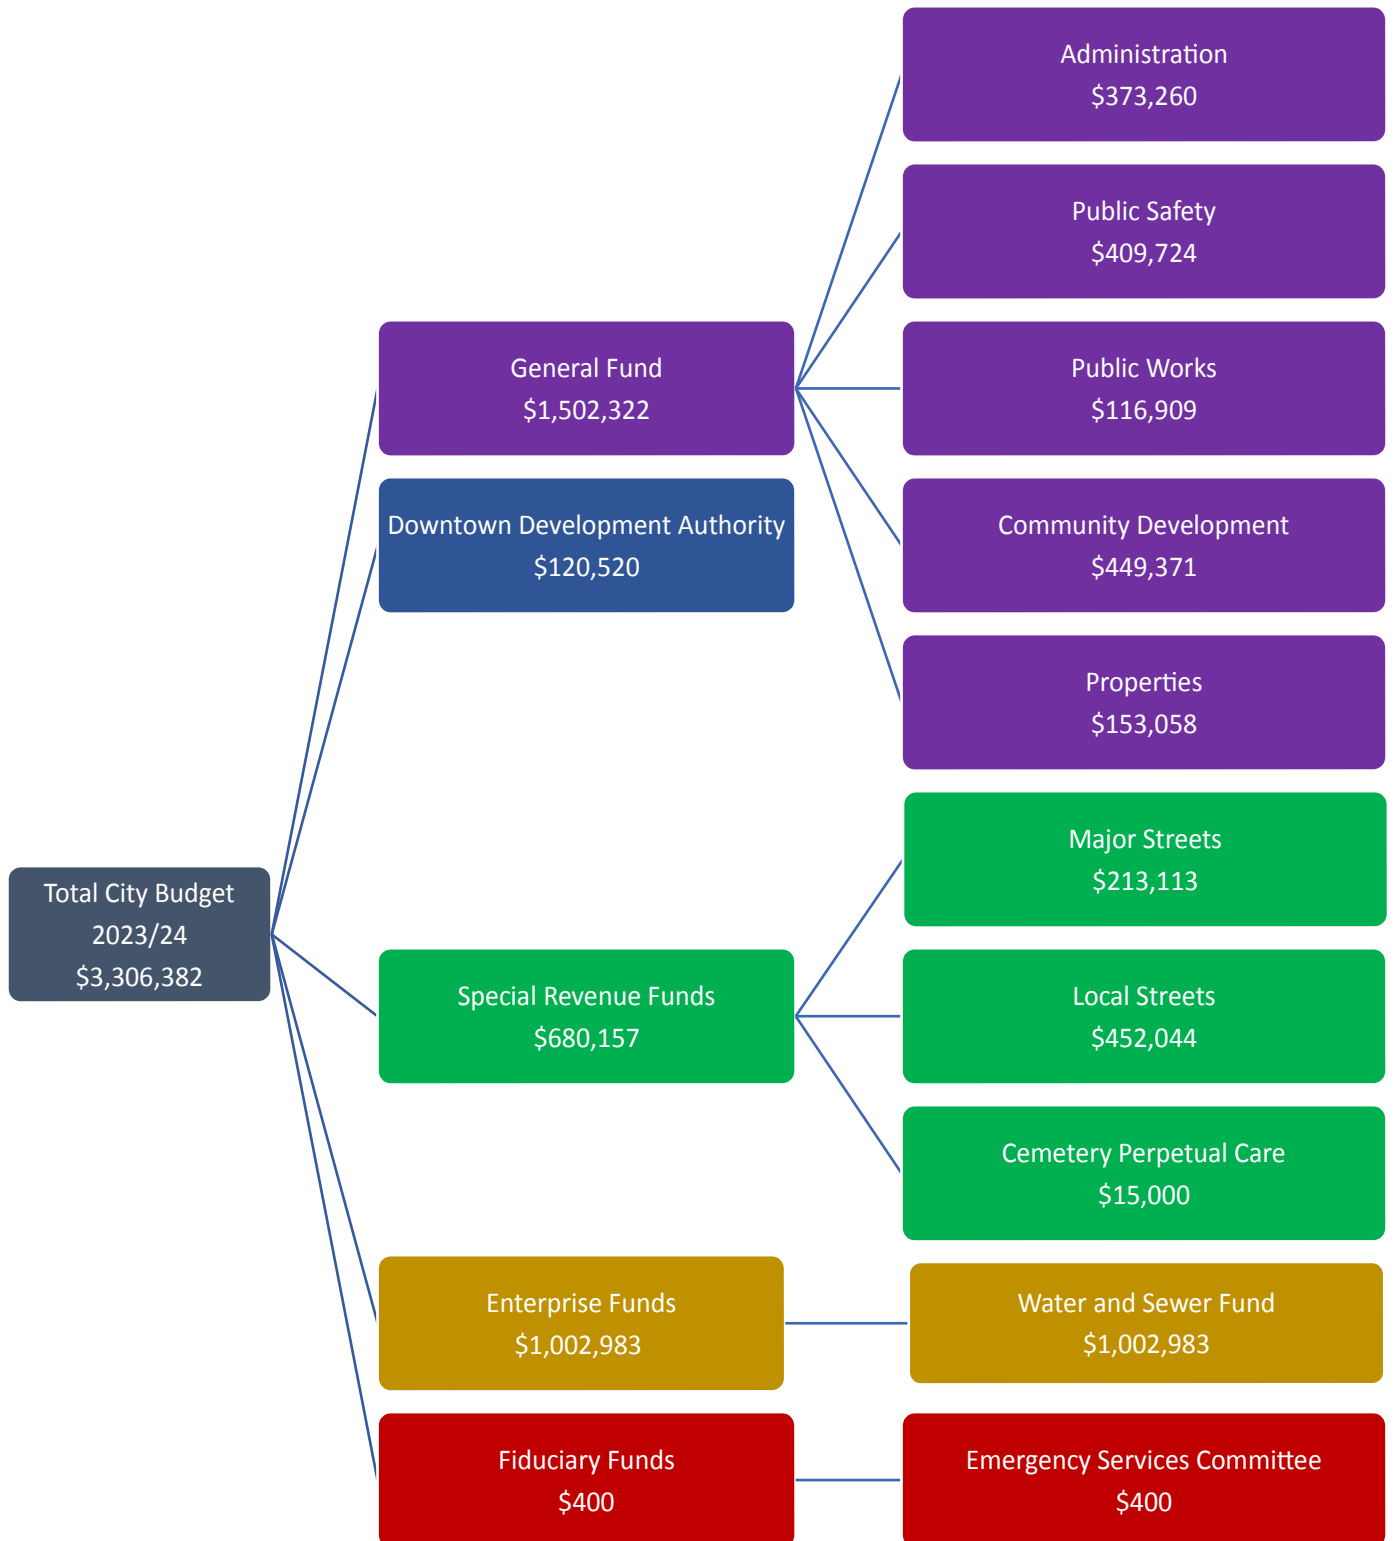 Total City Budget
2023/24
$3,306,382
General Fund
$1,502,322
Administration
$373,260
Public Safety
$409,724
Public Works
$116,909
Community Development
$449,371
Properties
$153,058
Downtown Development Authority
$120,520
Special Revenue Funds
$680,157
Major Streets
$213,113
Local Streets
$452,044
Cemetery Perpetual Care
$15,000
Enterprise Funds
$1,002,983
Water and Sewer Fund
$1,002,983
Fiduciary Funds
$400
Emergency Services Committee
$400